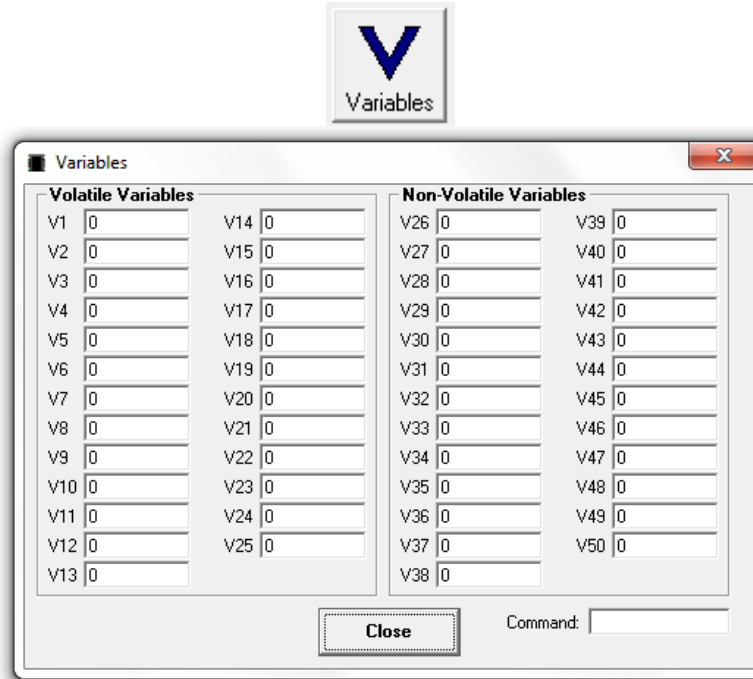 V
Variables
Variables
Volatile Variables
V1 0 V14 0
V2 0 V15 0
V3 0 V16 0
V4 0 V17 0
V5 0 V18 0
V6 0 V19 0
V7 0 V20 0
V8 0 V21 0
V9 0 V22 0
V10 0 V23 0
V11 0 V24 0
V12 0 V25 0
V13 0
Non-Volatile Variables
V26 0 V39 0
V27 0 V40 0
V28 0 V41 0
V29 0 V42 0
V30 0 V43 0
V31 0 V44 0
V32 0 V45 0
V33 0 V46 0
V34 0 V47 0
V35 0 V48 0
V36 0 V49 0
V37 0 V50 0
V38 0
Close
Command: